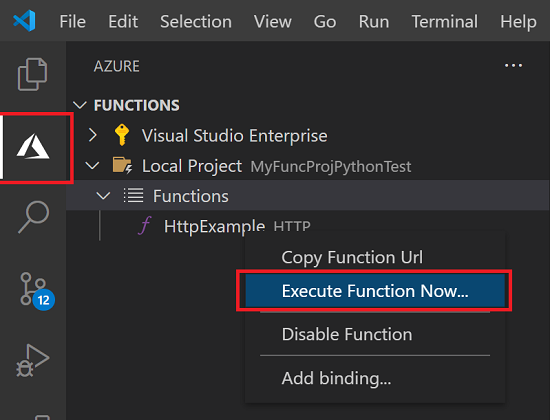 File Edit Selection View Go Run Terminal Help
AZURE
FUNCTIONS
Visual Studio Enterprise
Local Project MyFuncProjPythonTest
Functions
HttpExample HTTP
Copy Function Url
Execute Function Now...
12
Disable Function
Add binding...